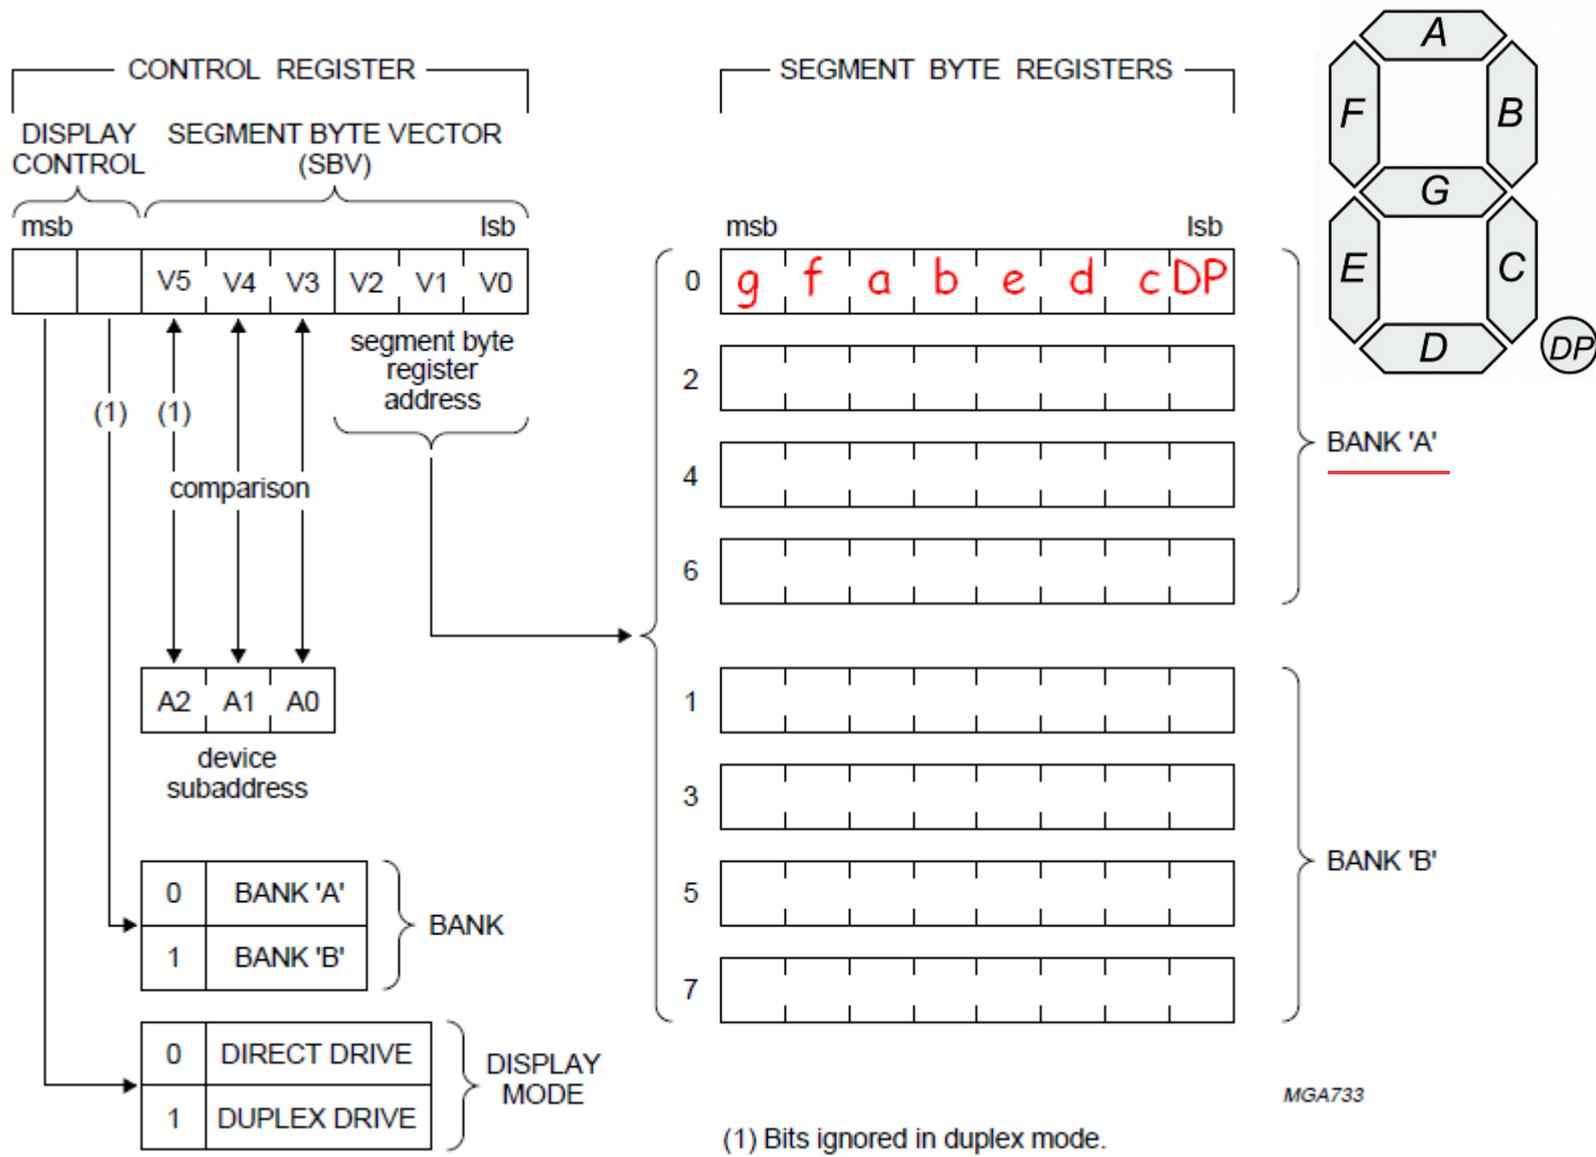 CONTROL REGISTER
DISPLAY
CONTROL
SEGMENT BYTE VECTOR
(SBV)
msb
lsb
V5 V4 V3 V2 V1 V0
segment byte
register
address
(1) (1)
comparison
A2 A1 A0
device
subaddress
0 BANK 'A'
1 BANK 'B'
BANK
0 DIRECT DRIVE
1 DUPLEX DRIVE
DISPLAY
MODE
SEGMENT BYTE REGISTERS
msb
lsb
0 g f a b e d c DP
2
4
6
BANK 'A'
1
3
5
7
BANK 'B'
A
F B
G
E C
D DP
MGA733
(1) Bits ignored in duplex mode.